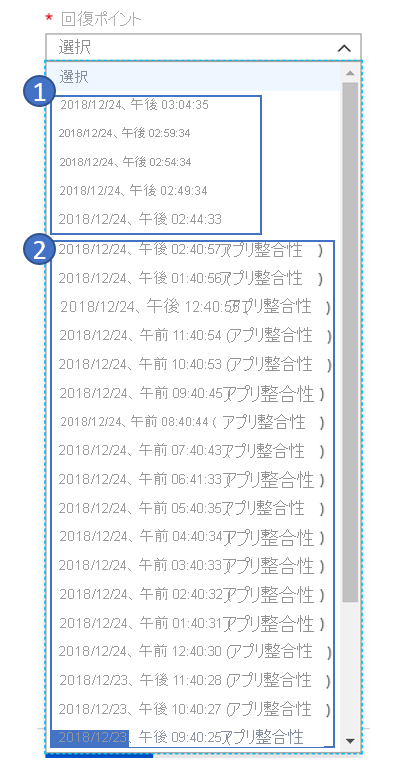 * 回復ポイント
選択
選択
1
2018/12/24、午後 03:04:35
2018/12/24、午後 02:59:34
2018/12/24、午後 02:54:34
2018/12/24、午後 02:49:34
2018/12/24、午後 02:44:33
2
2018/12/24、午後 02:40:57 (アプリ整合性)
2018/12/24、午後 01:40:56 (アプリ整合性)
2018/12/24、午後 12:40:55 (アプリ整合性)
2018/12/24、午前 11:40:54 (アプリ整合性)
2018/12/24、午前 10:40:53 (アプリ整合性)
2018/12/24、午前 09:40:45 (アプリ整合性)
2018/12/24、午前 08:40:44 (アプリ整合性)
2018/12/24、午前 07:40:43 (アプリ整合性)
2018/12/24、午前 06:41:33 (アプリ整合性)
2018/12/24、午前 05:40:35 (アプリ整合性)
2018/12/24、午前 04:40:34 (アプリ整合性)
2018/12/24、午前 03:40:33 (アプリ整合性)
2018/12/24、午前 02:40:32 (アプリ整合性)
2018/12/24、午前 01:40:31 (アプリ整合性)
2018/12/24、午前 12:40:30 (アプリ整合性)
2018/12/23、午後 11:40:28 (アプリ整合性)
2018/12/23、午後 10:40:27 (アプリ整合性)
2018/12/23、午後 09:40:25 (アプリ整合性